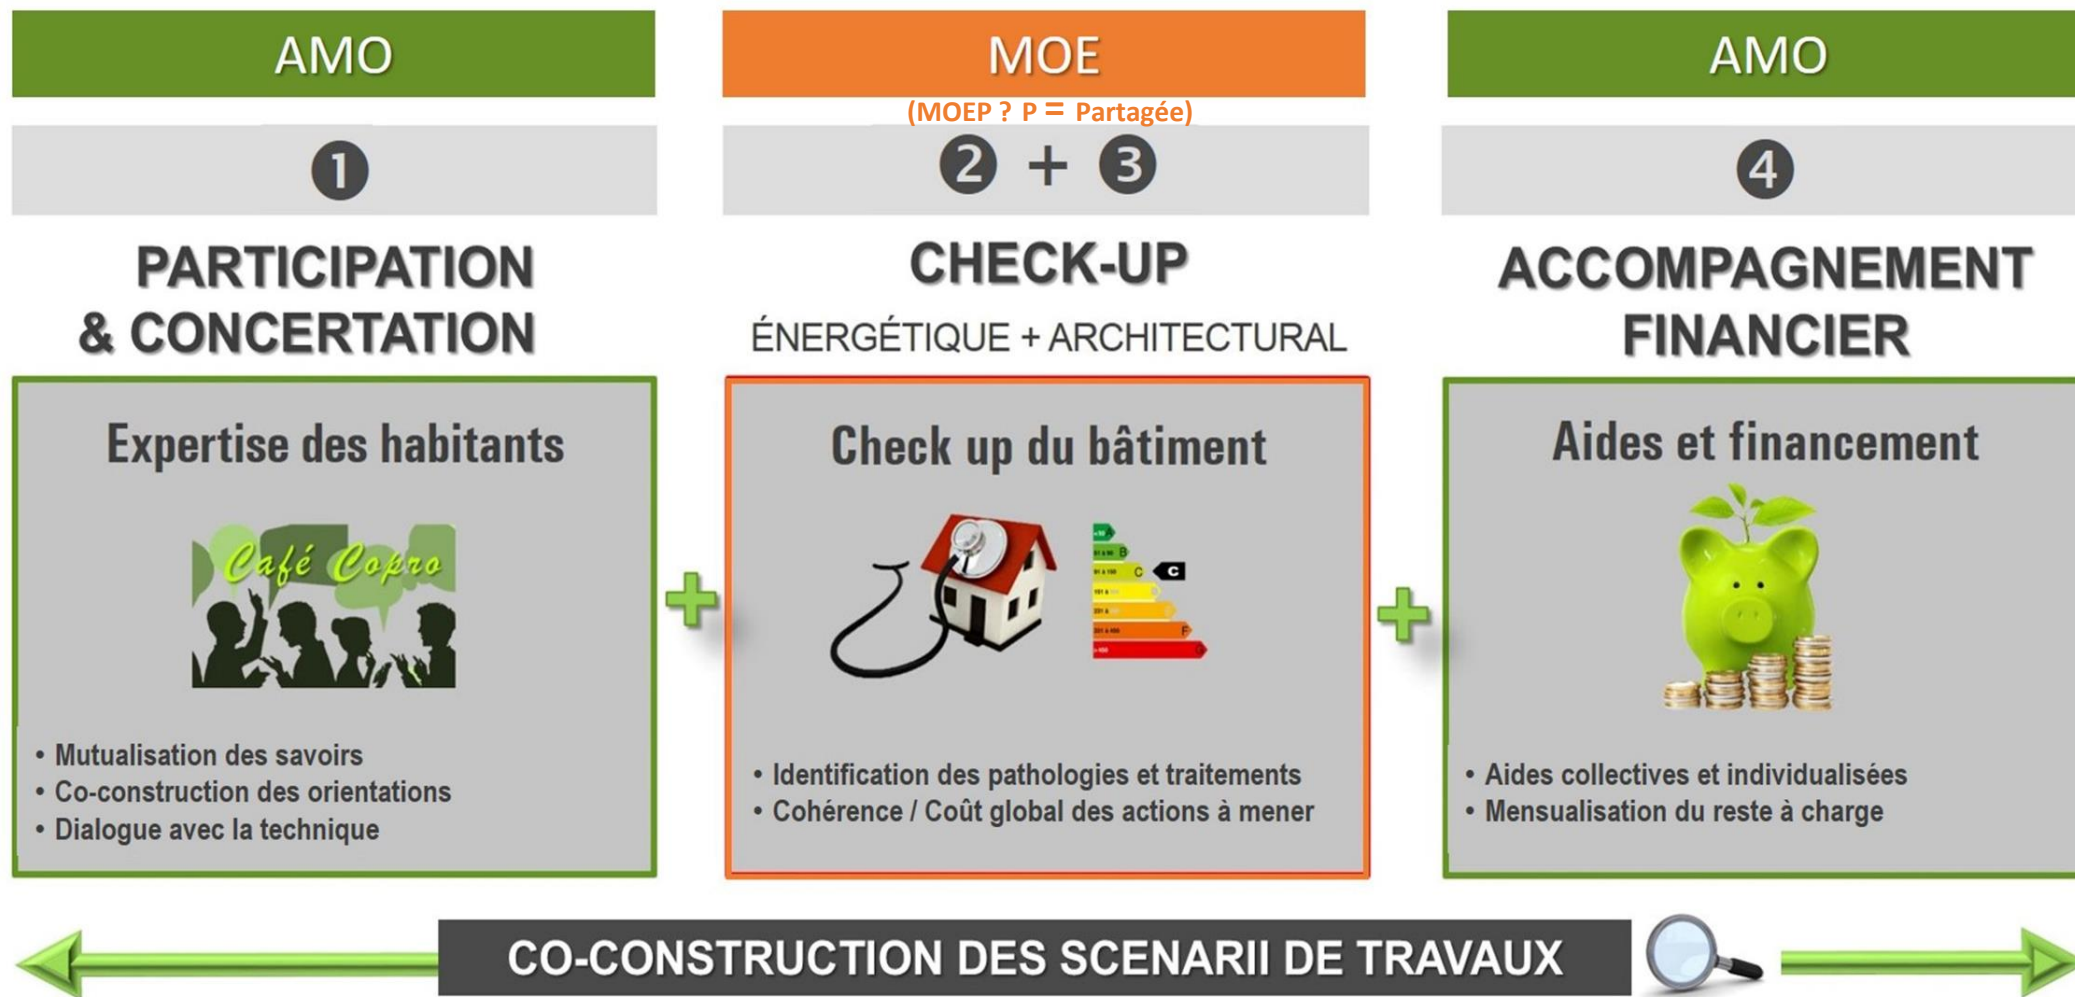 AMO
MOE
(MOEP ? P = Partagée)
AMO
1
2 + 3
4
PARTICIPATION
& CONCERTATION
CHECK-UP
ÉNERGÉTIQUE + ARCHITECTURAL
ACCOMPAGNEMENT
FINANCIER
Expertise des habitants
Café Copro
• Mutualisation des savoirs
• Co-construction des orientations
• Dialogue avec la technique
Check up du bâtiment
A
B
C
C
F
G
• Identification des pathologies et traitements
• Cohérence / Coût global des actions à mener
Aides et financement
• Aides collectives et individualisées
• Mensualisation du reste à charge
CO-CONSTRUCTION DES SCENARII DE TRAVAUX